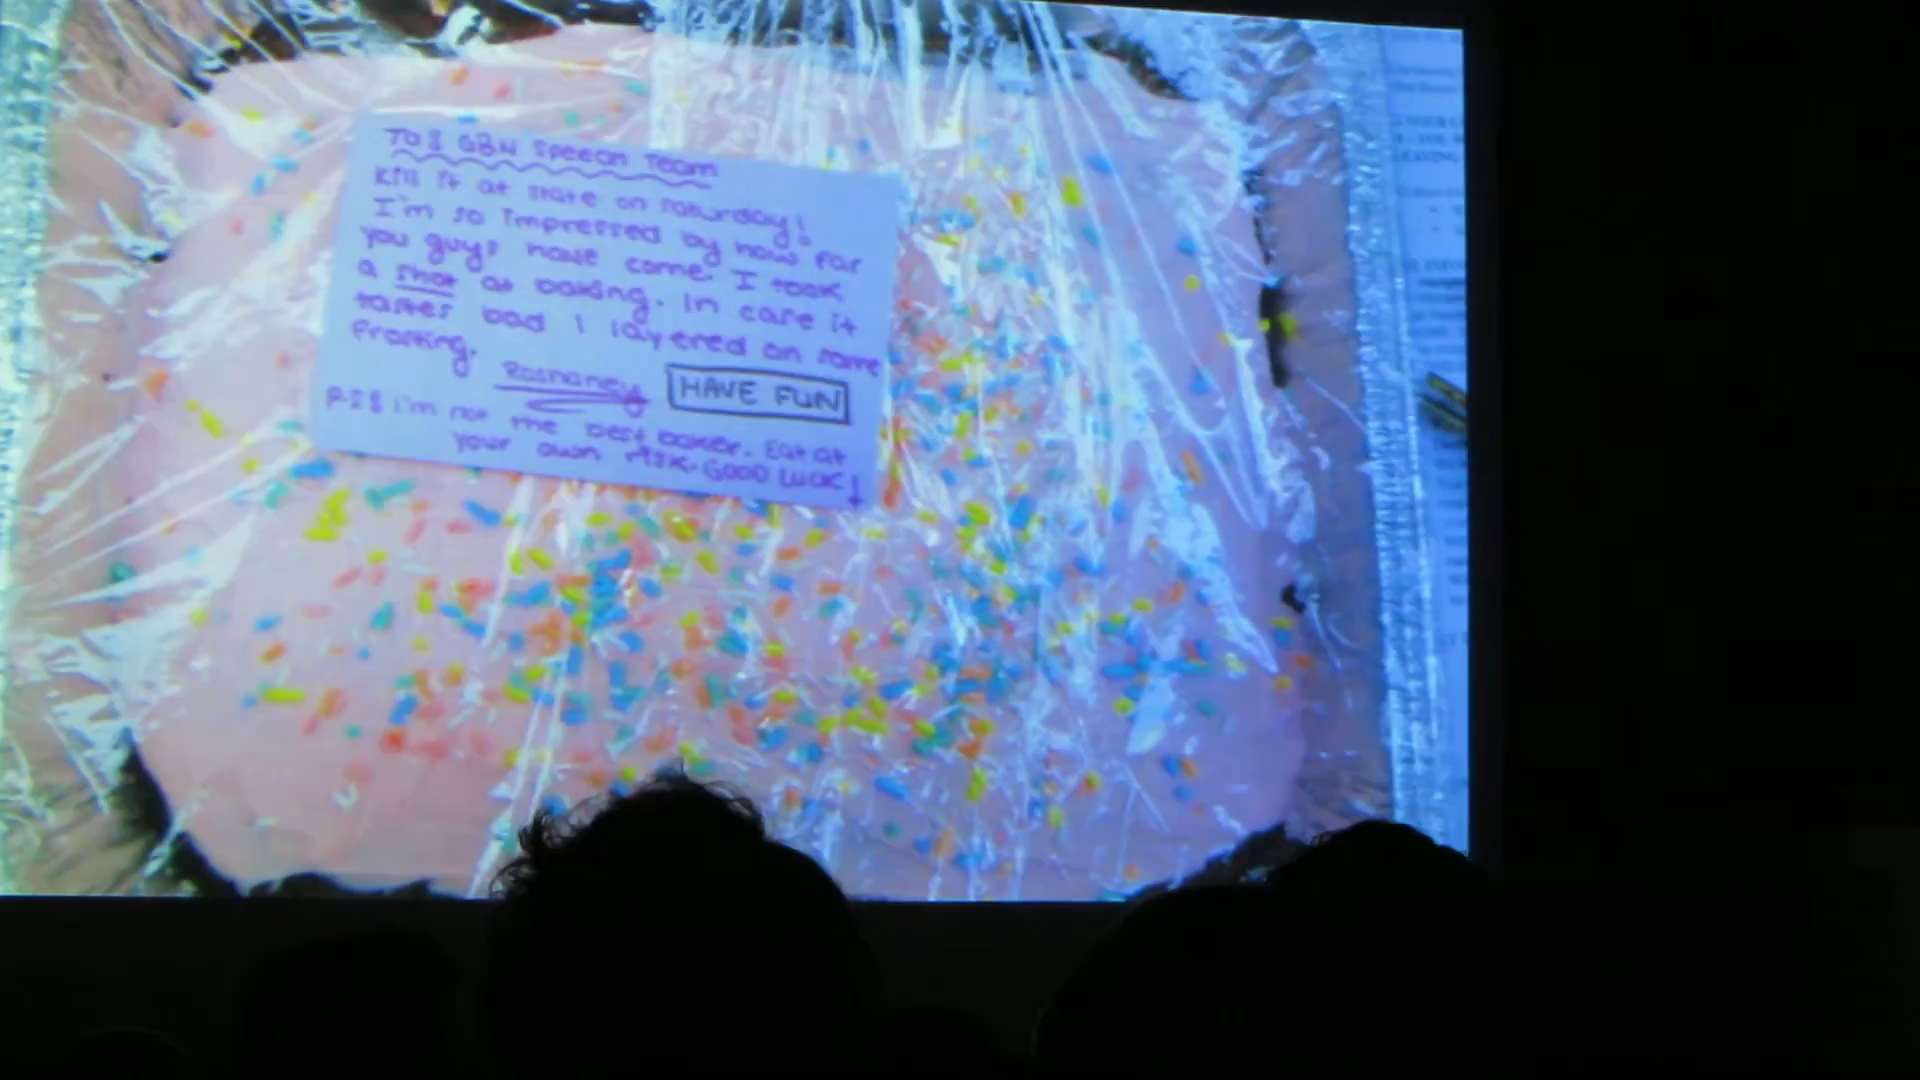 TO: GBN Speech Team
Kill it at state on saturday!
I'm so impressed by how far
you guys have come. I took
a shot at baking. In case it
tastes bad I layered on some
frosting.
HAVE FUN
P.S: I'm not the best baker. Eat at
your own risk. GOOD LUCK!